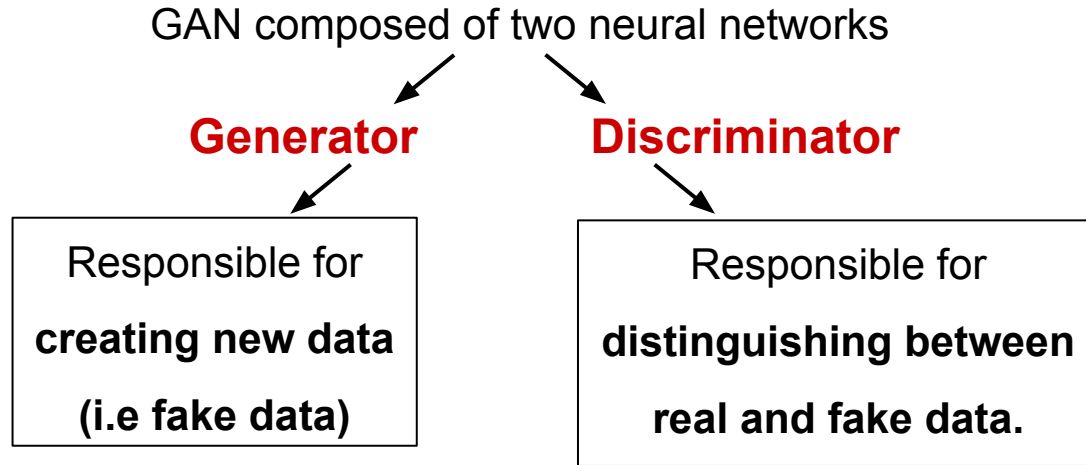 GAN composed of two neural networks
Generator
Discriminator
Responsible for
creating new data
(i.e fake data)
Responsible for
distinguishing between
real and fake data.